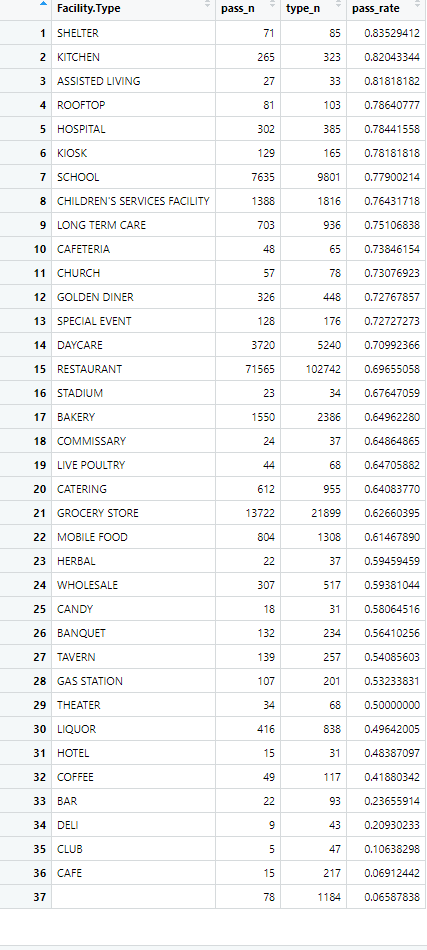 Facility.Type pass_n type_n pass_rate
1 SHELTER 71 85 0.83529412
2 KITCHEN 265 323 0.82043344
3 ASSISTED LIVING 27 33 0.81818182
4 ROOFTOP 81 103 0.78640777
5 HOSPITAL 302 385 0.78441558
6 KIOSK 129 165 0.78181818
7 SCHOOL 7635 9801 0.77900214
8 CHILDREN'S SERVICES FACILITY 1388 1816 0.76431718
9 LONG TERM CARE 703 936 0.75106838
10 CAFETERIA 48 65 0.73846154
11 CHURCH 57 78 0.73076923
12 GOLDEN DINER 326 448 0.72767857
13 SPECIAL EVENT 128 176 0.72727273
14 DAYCARE 3720 5240 0.70992366
15 RESTAURANT 71565 102742 0.69655058
16 STADIUM 23 34 0.67647059
17 BAKERY 1550 2386 0.64962280
18 COMMISSARY 24 37 0.64864865
19 LIVE POULTRY 44 68 0.64705882
20 CATERING 612 955 0.64083770
21 GROCERY STORE 13722 21899 0.62660395
22 MOBILE FOOD 804 1308 0.61467890
23 HERBAL 22 37 0.59459459
24 WHOLESALE 307 517 0.59381044
25 CANDY 18 31 0.58064516
26 BANQUET 132 234 0.56410256
27 TAVERN 139 257 0.54085603
28 GAS STATION 107 201 0.53233831
29 THEATER 34 68 0.50000000
30 LIQUOR 416 838 0.49642005
31 HOTEL 15 31 0.48387097
32 COFFEE 49 117 0.41880342
33 BAR 22 93 0.23655914
34 DELI 9 43 0.20930233
35 CLUB 5 47 0.10638298
36 CAFE 15 217 0.06912442
37 78 1184 0.06587838